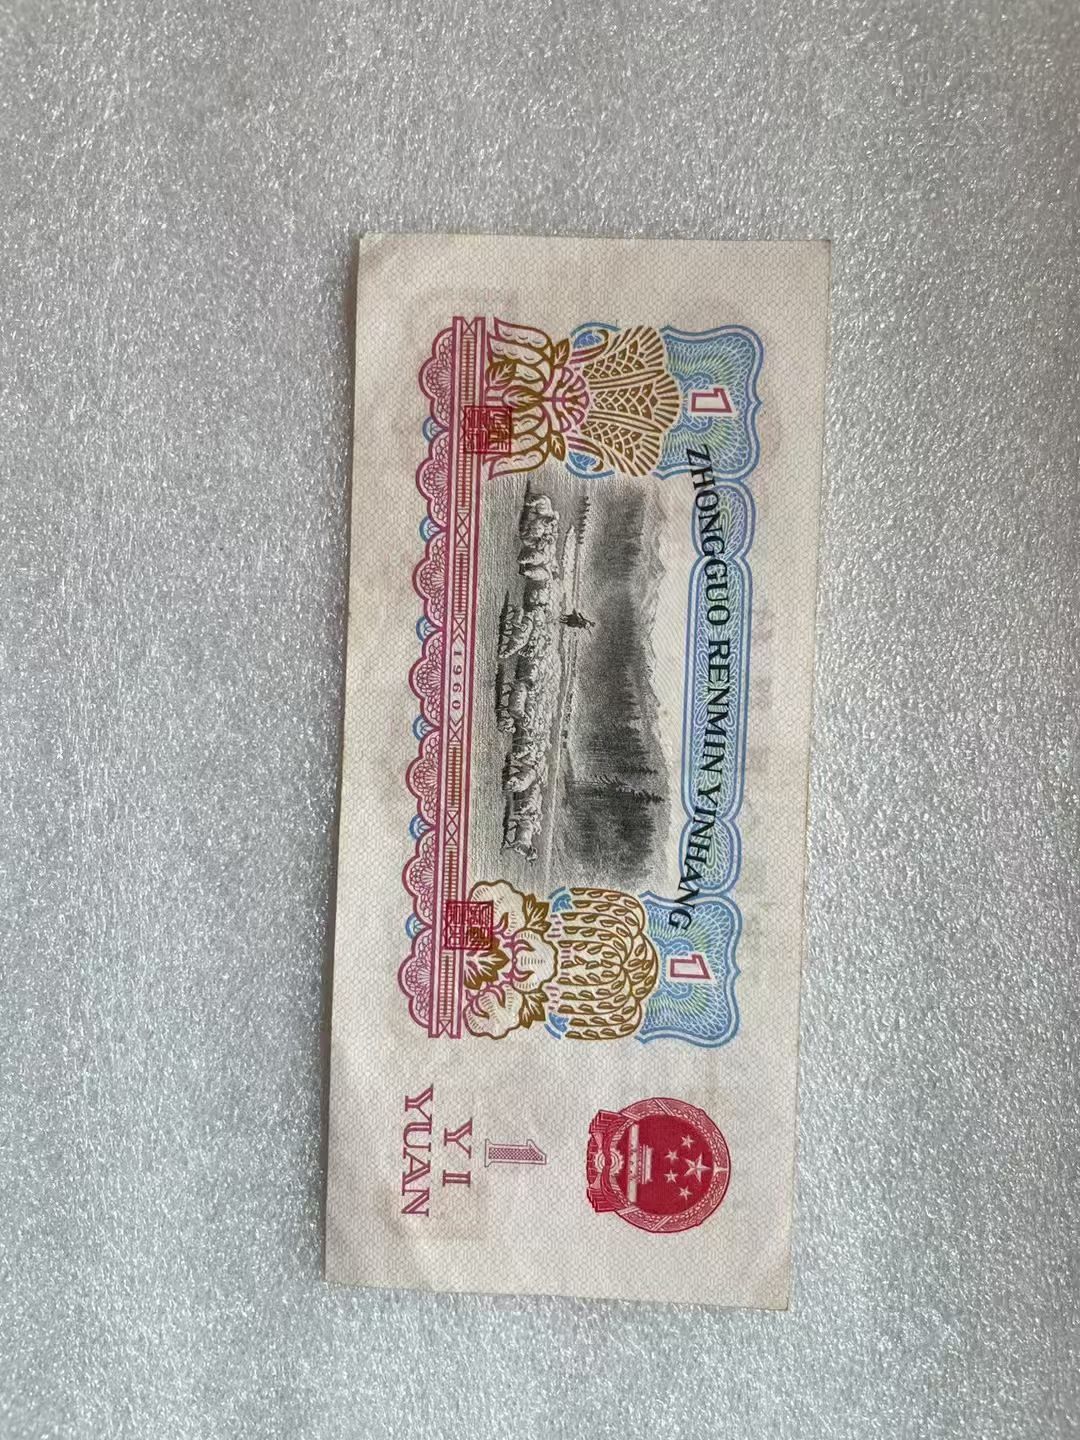 ZHONGGUO RENMIN YINHANG
1
1
1960
1
YI
YUAN